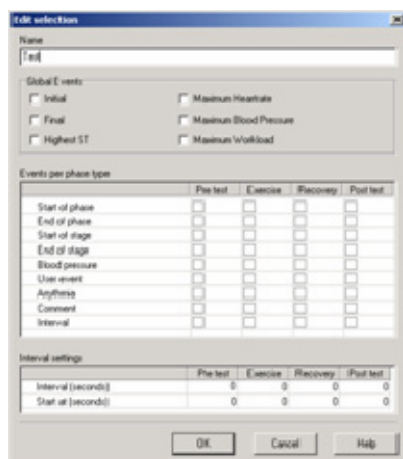 Edit selection
Name
Test
Global Events
Initial Maximum Heartrate
Final Maximum Blood Pressure
Highest ST Maximum Workload
Events per phase type
Pre test Exercise Recovery Post test
Start of phase
End of phase
Start of stage
End of stage
Blood pressure
User event
Arrythmia
Comment
Interval
Interval settings
Pre test Exercise Recovery Post test
Interval (seconds) 0 0 0 0
Start at (seconds) 0 0 0 0
OK Cancel Help